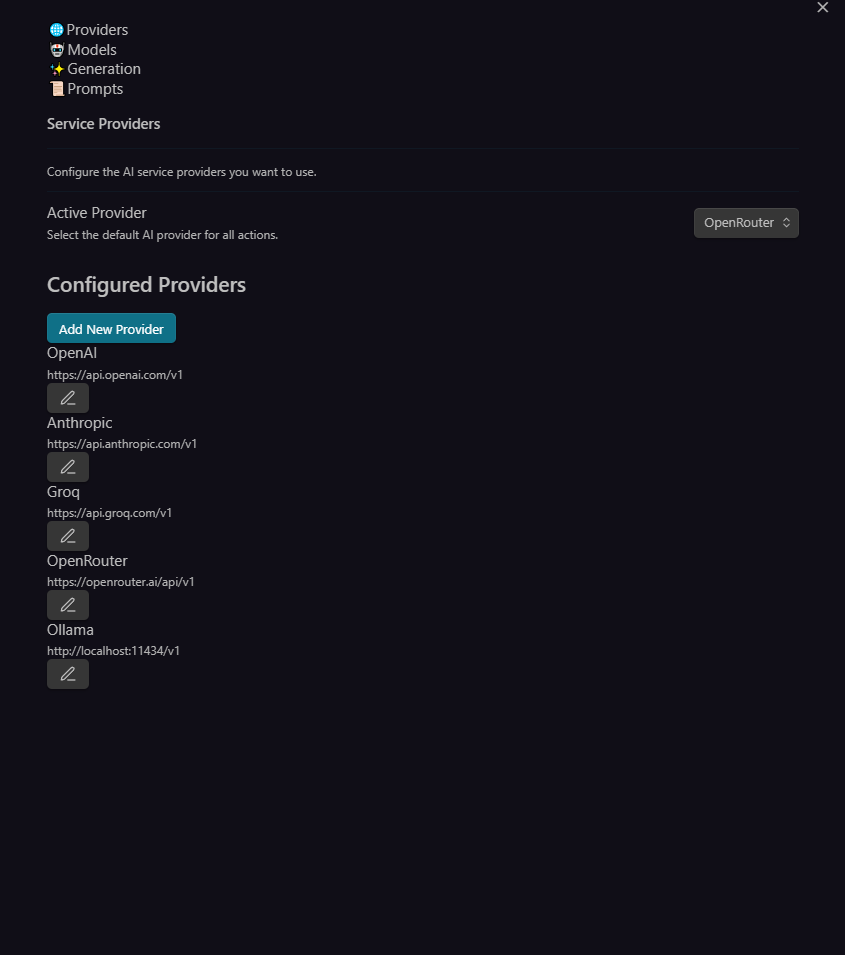 Providers
Models
Generation
Prompts
Service Providers
Configure the AI service providers you want to use.
Active Provider
Select the default AI provider for all actions.
OpenRouter
Configured Providers
Add New Provider
OpenAI
https://api.openai.com/v1
Anthropic
https://api.anthropic.com/v1
Groq
https://api.groq.com/v1
OpenRouter
https://openrouter.ai/api/v1
Ollama
http://localhost:11434/v1